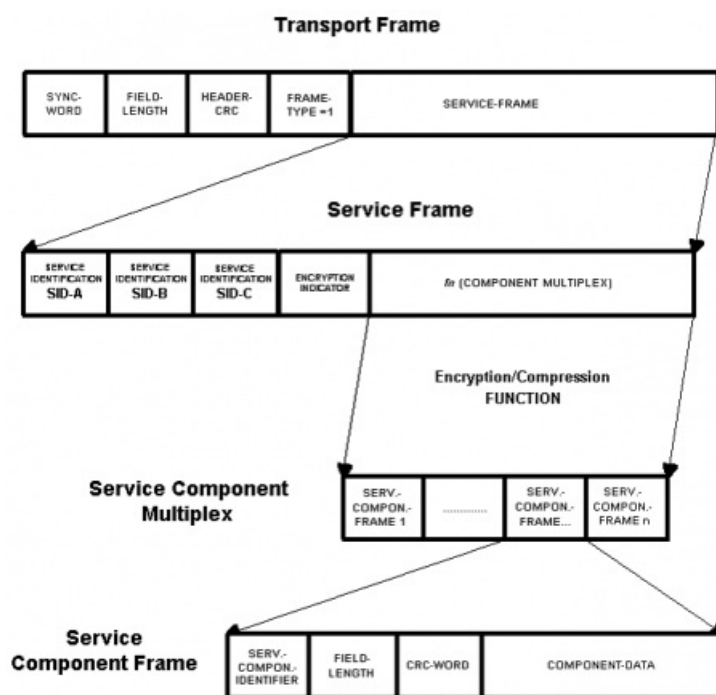 Transport Frame
SYNC-
WORD
FIELD-
LENGTH
HEADER-
CRC
FRAME-
TYPE =1
SERVICE-FRAME
Service Frame
SERVICE
IDENTIFICATION
SID-A
SERVICE
IDENTIFICATION
SID-B
SERVICE
IDENTIFICATION
SID-C
ENCRYPTION
INDICATOR
fn (COMPONENT MULTIPLEX)
Encryption/Compression
FUNCTION
Service Component
Multiplex
SERV.-
COMPON.-
FRAME 1
..............
SERV.-
COMPON.-
FRAME...
SERV.-
COMPON.-
FRAME n
Service
Component Frame
SERV.-
COMPON.-
IDENTIFIER
FIELD-
LENGTH
CRC-WORD
COMPONENT-DATA